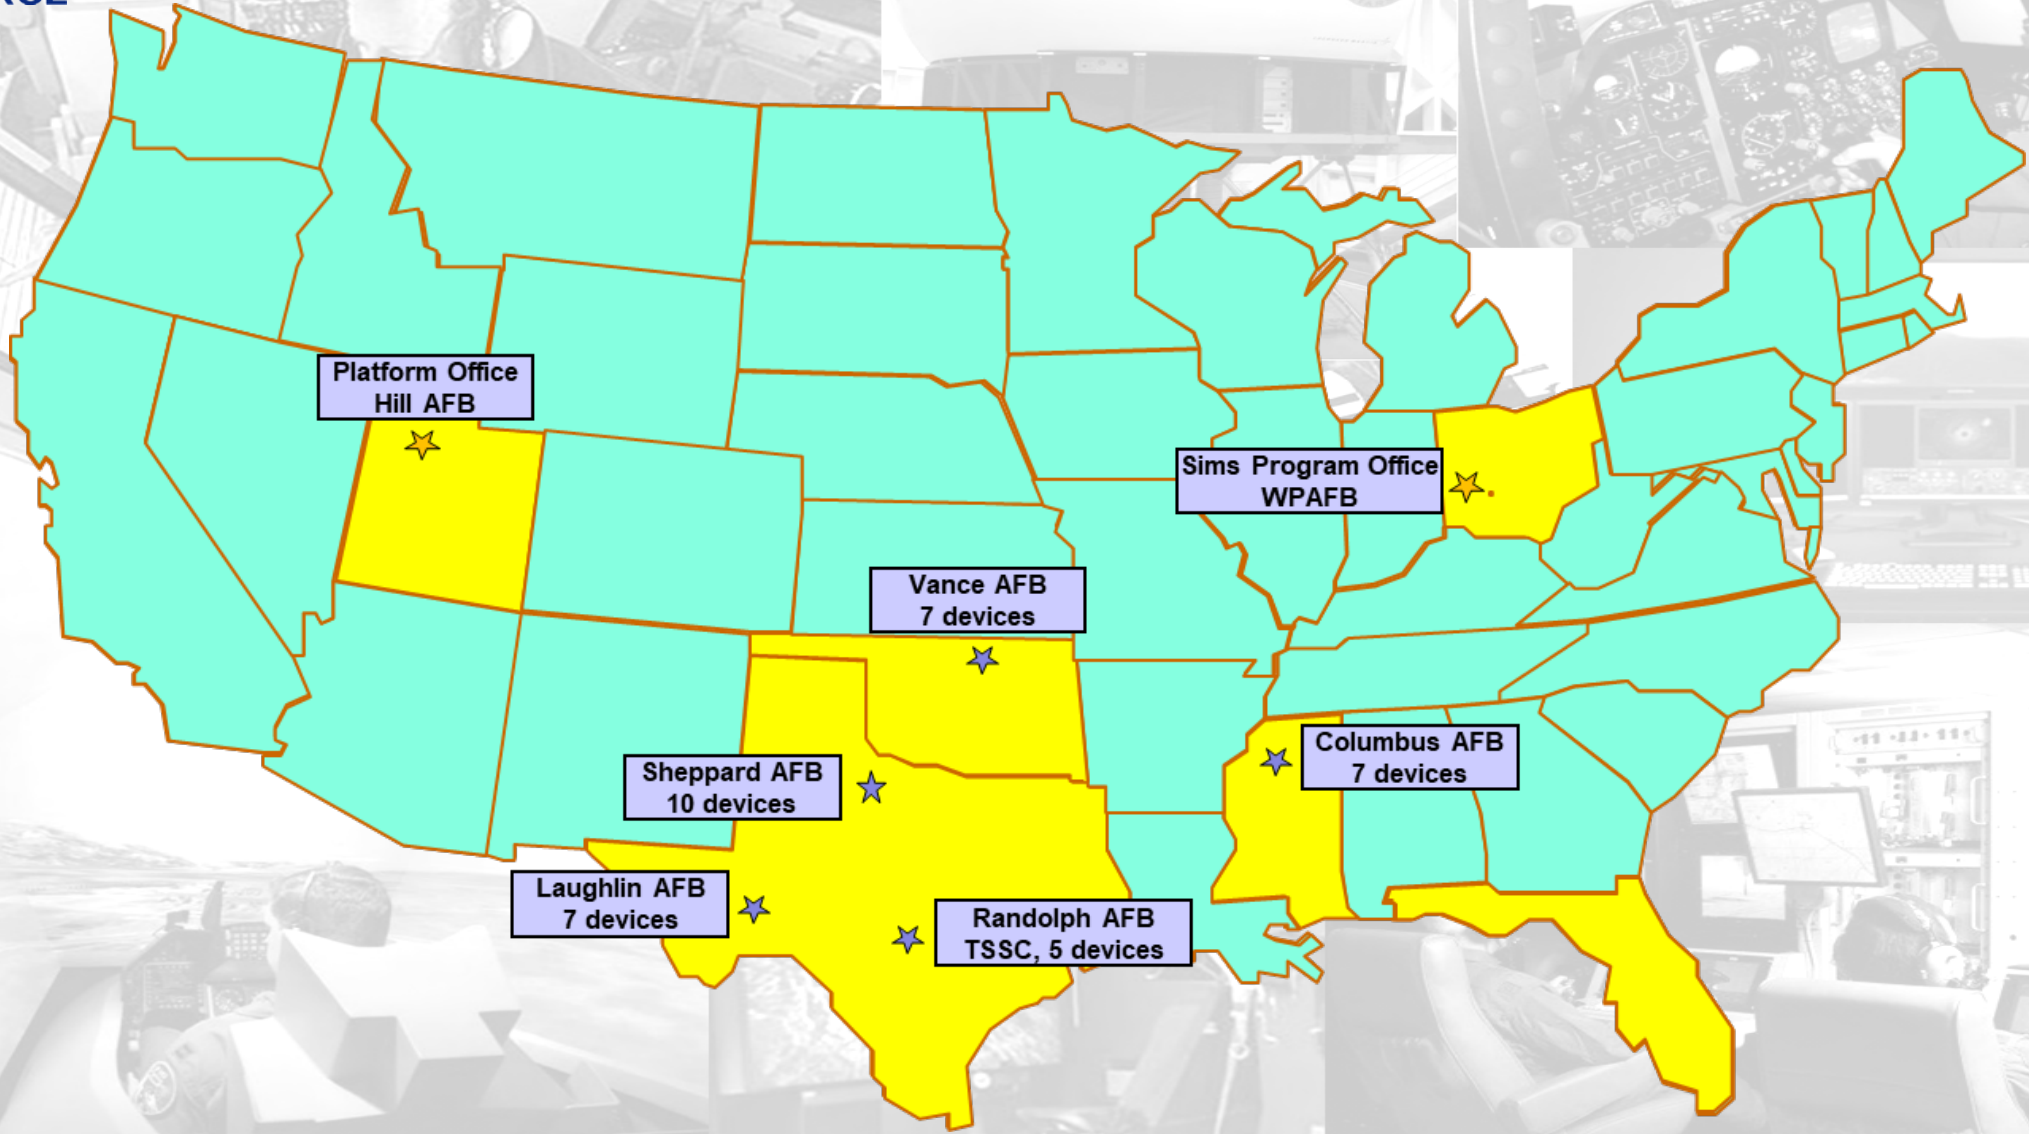 Platform Office
Hill AFB
Sims Program Office
WPAFB
Vance AFB
7 devices
Columbus AFB
7 devices
Sheppard AFB
10 devices
Laughlin AFB
7 devices
Randolph AFB
TSSC, 5 devices